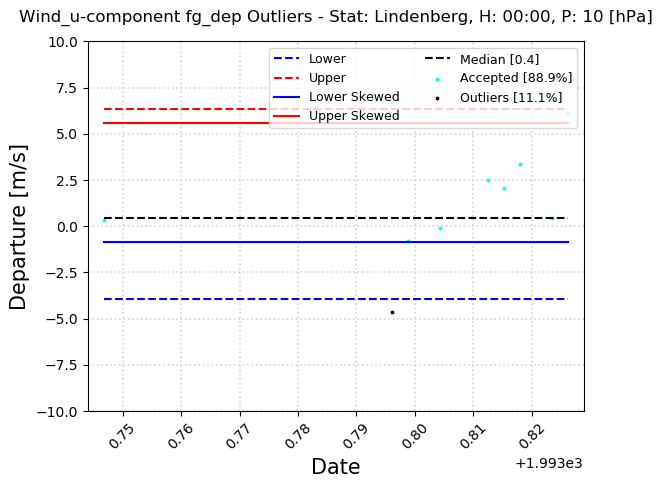 Wind_u-component fg_dep Outliers - Stat: Lindenberg, H: 00:00, P: 10 [hPa]
Lower
Upper
Lower Skewed
Upper Skewed
Median [0.4]
Accepted [88.9%]
Outliers [11.1%]
Departure [m/s]
10.0
7.5
5.0
2.5
0.0
−2.5
−5.0
−7.5
−10.0
0.75
0.76
0.77
0.78
0.79
0.80
0.81
0.82
+1.993e3
Date